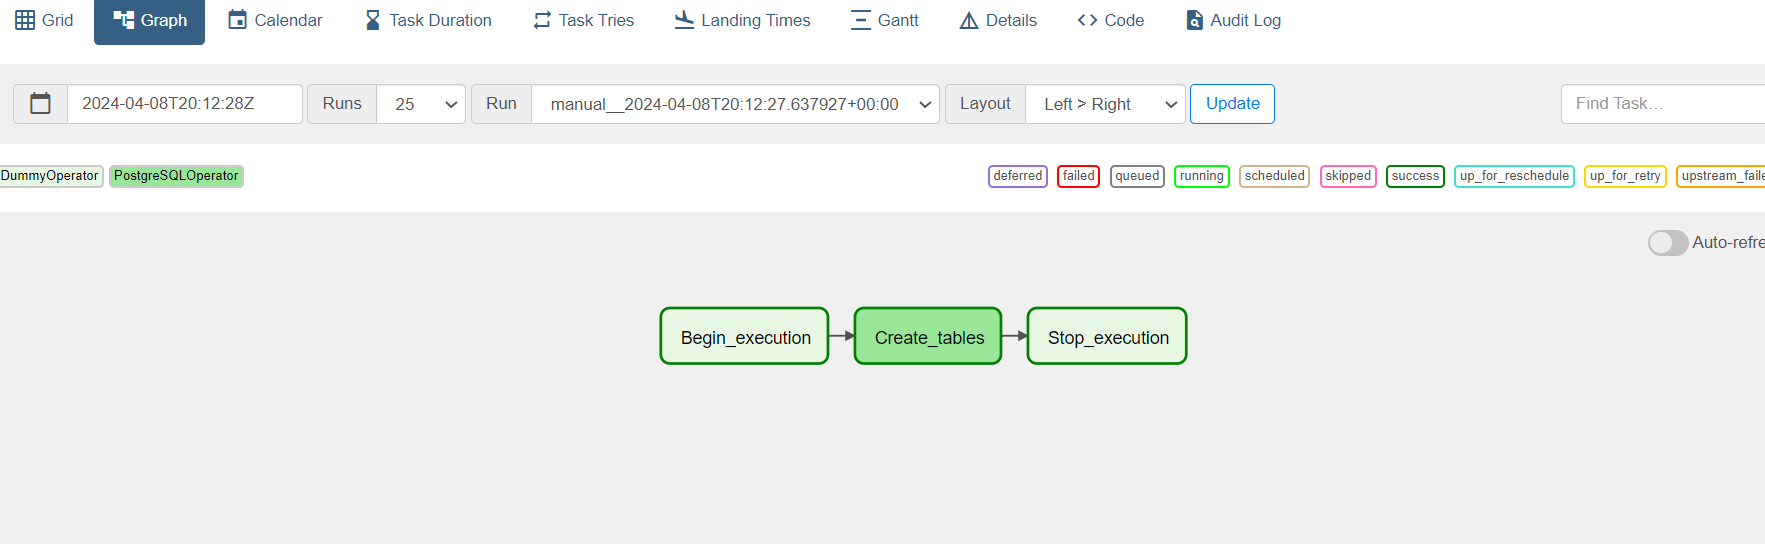 Grid Graph Calendar Task Duration Task Tries Landing Times Gantt Details Code Audit Log
2024-04-08T20:12:28Z Runs 25 Run manual__2024-04-08T20:12:27.637927+00:00 Layout Left > Right Update Find Task...
DummyOperator PostgreSQLOperator deferred failed queued running scheduled skipped success up_for_reschedule up_for_retry upstream_faile
Auto-refre
Begin_execution Create_tables Stop_execution